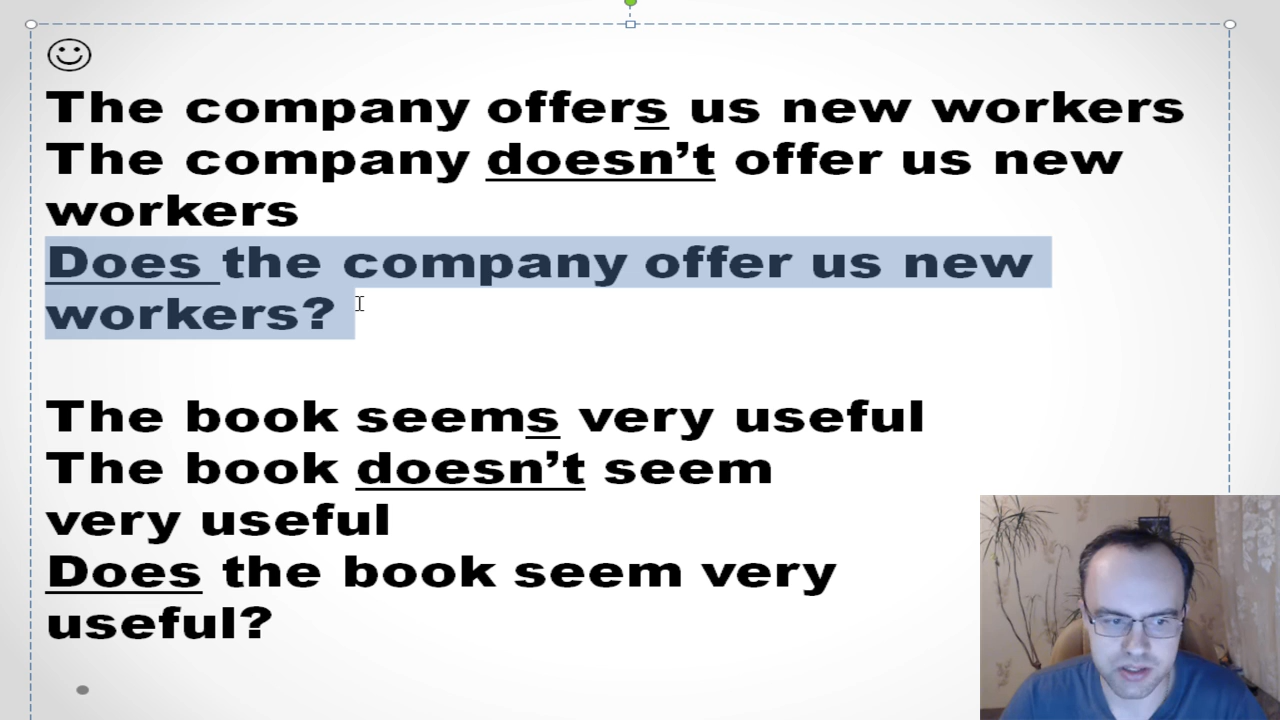 The company offers us new workers
The company doesn’t offer us new
workers
Does the company offer us new
workers?
The book seems very useful
The book doesn’t seem
very useful
Does the book seem very
useful?